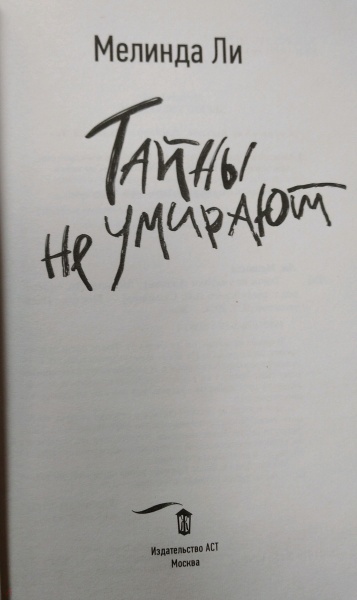 Мелинда Ли
Тайны
не умирают
Издательство АСТ
Москва